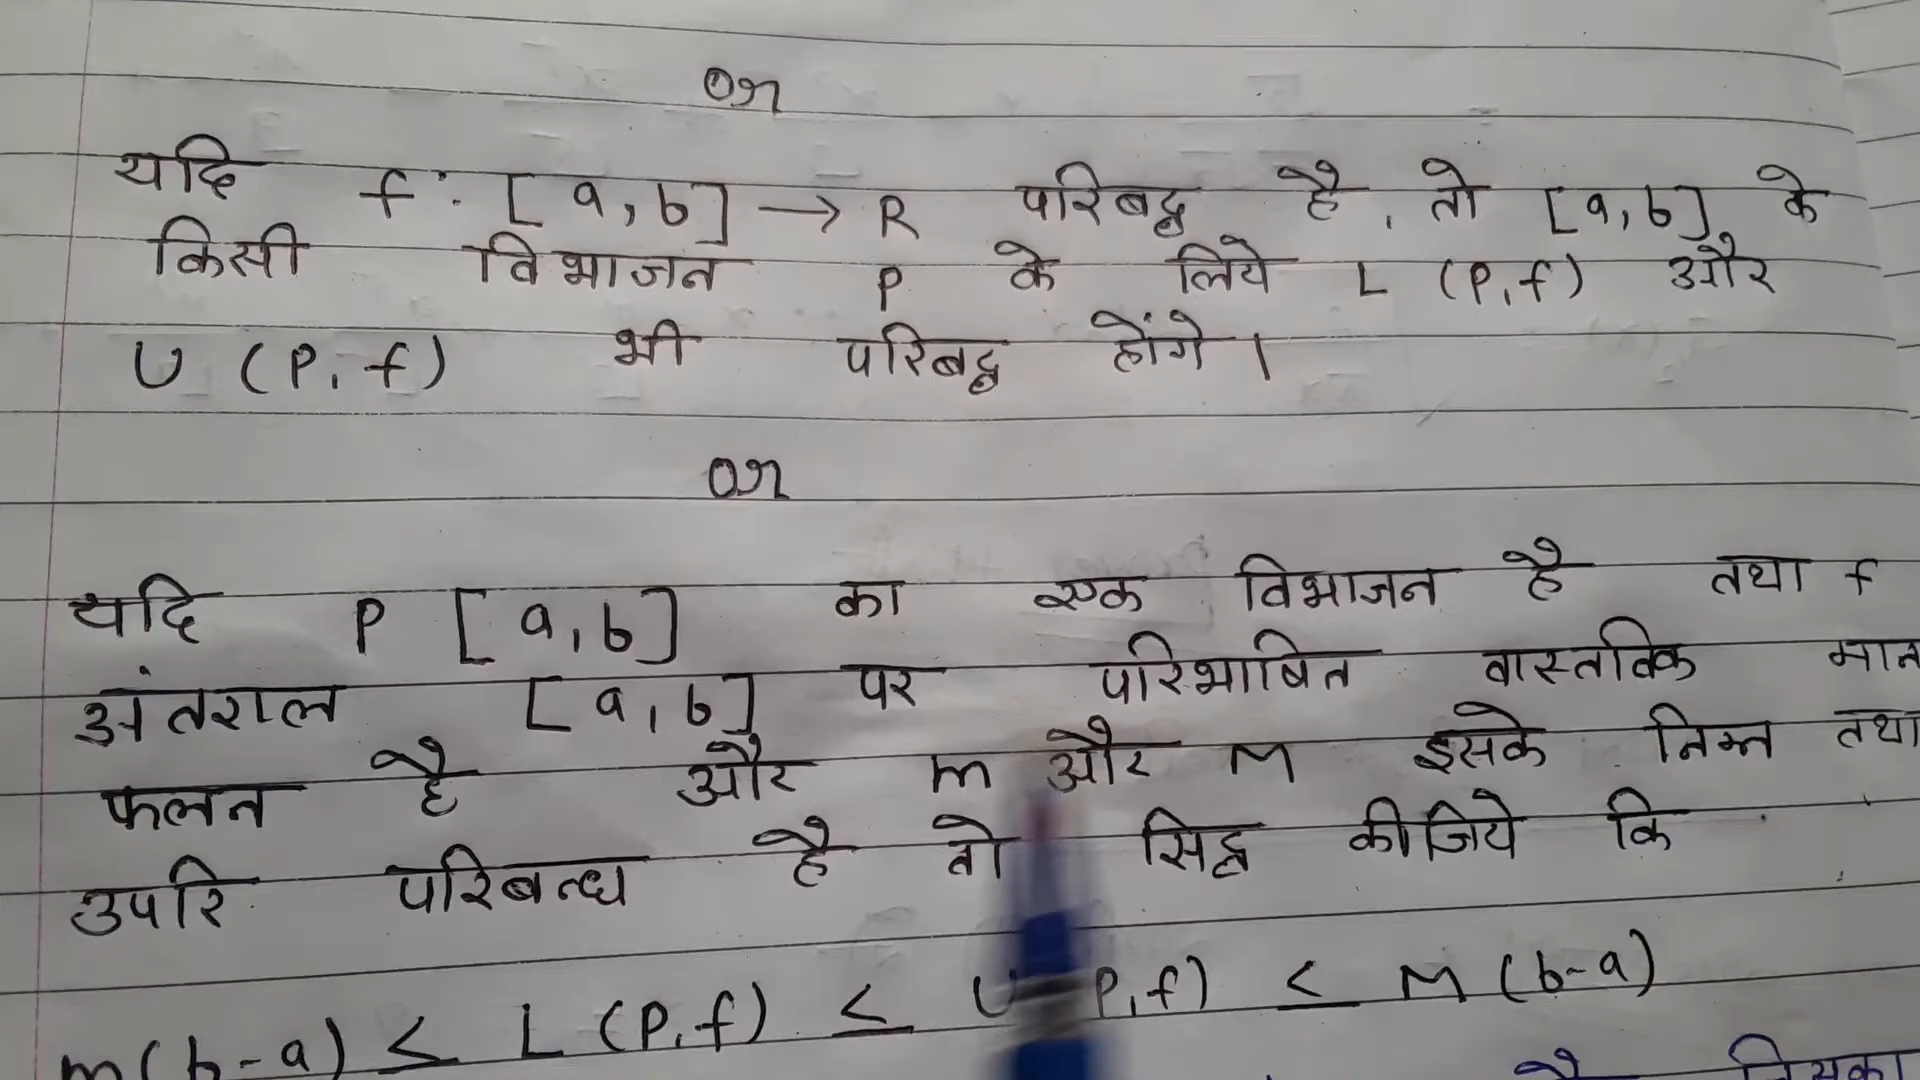 or
यदि f : [a,b] → R परिबद्ध है, तो [a,b] के
किसी विभाजन P के लिये L (P,f) और
U (P,f) भी परिबद्ध होंगे ।
or
यदि P [a,b] का एक विभाजन है तथा f
अंतराल [a,b] पर परिभाषित वास्तविक मान
फलन है और m और M इसके निम्न तथा
उपरि परिबन्ध है तो सिद्ध कीजिये कि
m(b-a) ≤ L (P,f) ≤ U P,f) ≤ M (b-a)